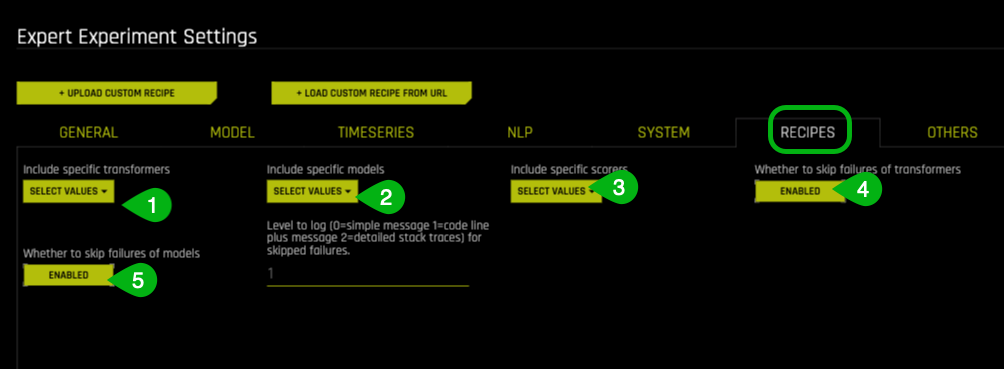 Expert Experiment Settings
+ UPLOAD CUSTOM RECIPE
+ LOAD CUSTOM RECIPE FROM URL
GENERAL
MODEL
TIMESERIES
NLP
SYSTEM
RECIPES
OTHERS
Include specific transformers
SELECT VALUES
1
Include specific models
SELECT VALUES
2
Include specific scorers
SELECT VALUES
3
Whether to skip failures of transformers
ENABLED
4
Whether to skip failures of models
ENABLED
5
Level to log (0=simple message 1=code line
plus message 2=detailed stack traces) for
skipped failures.
1